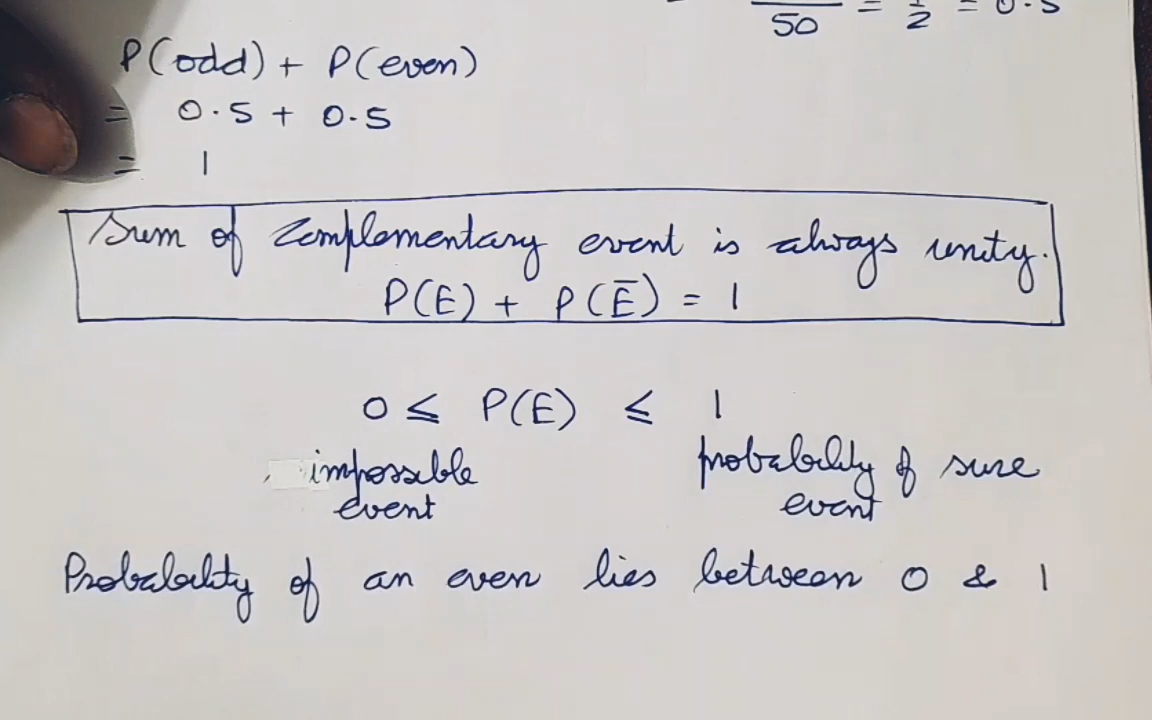 50 = 1/2 = 0.5
P(odd) + P(even)
= 0.5 + 0.5
= 1
Sum of Complementary event is always unity.
P(E) + P(Ē) = 1
0 ≤ P(E) ≤ 1
impossible event
probability of sure event
Probability of an even lies between 0 & 1